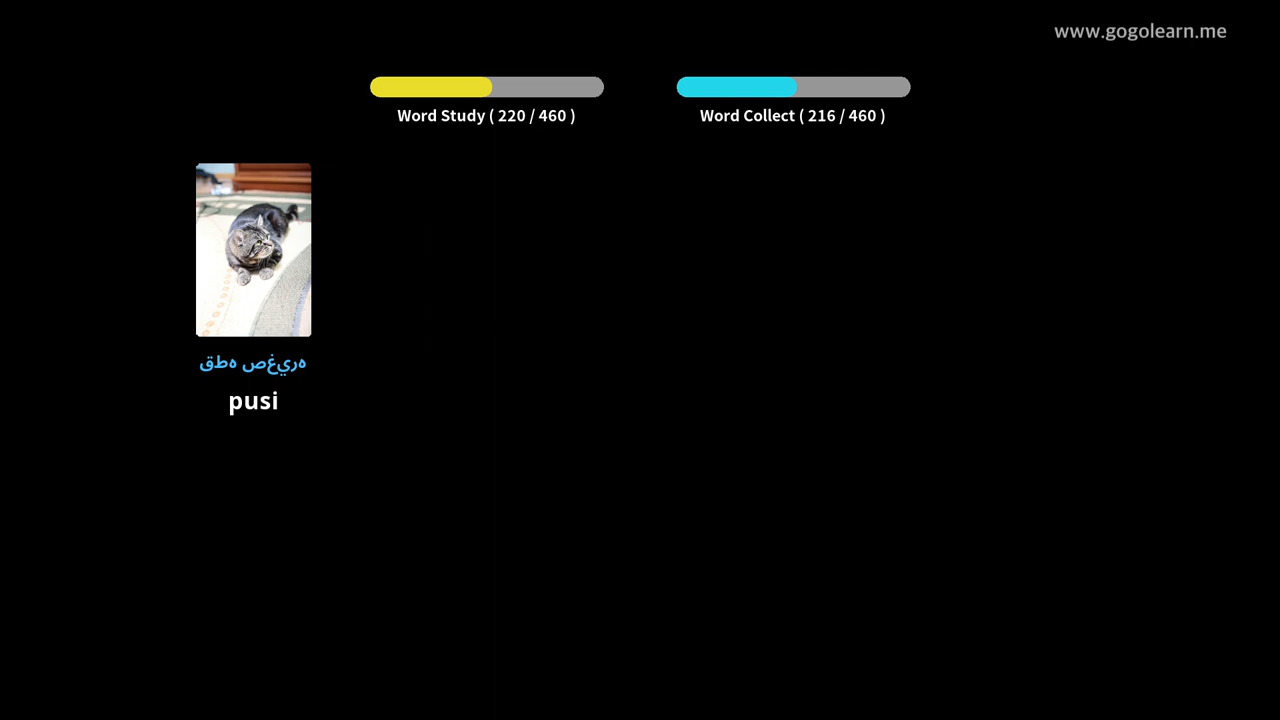 www.gogolearn.me
Word Study ( 220 / 460 )
Word Collect ( 216 / 460 )
قطه صغيره
pusi